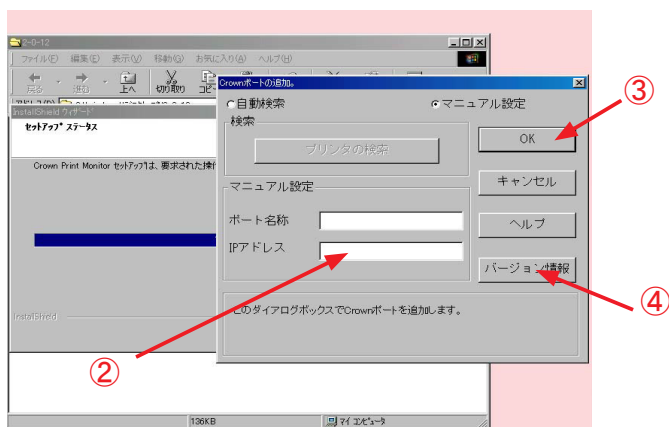 2-0-12
ファイル(F) 編集(E) 表示(V) 移動(G) お気に入り(A) ヘルプ(H)
戻る 進む 上へ 切り取り コピー
InstallShield ウィザード
セットアップ ステータス
Crown Print Monitor セットアップは、要求された操作
InstallShield
136KB
マイ コンピュータ
Crownポートの追加。
自動検索
マニュアル設定
検索
プリンタの検索
マニュアル設定
ポート名称
IPアドレス
OK
キャンセル
ヘルプ
バージョン情報
このダイアログボックスでCrownポートを追加します。
②
③
④